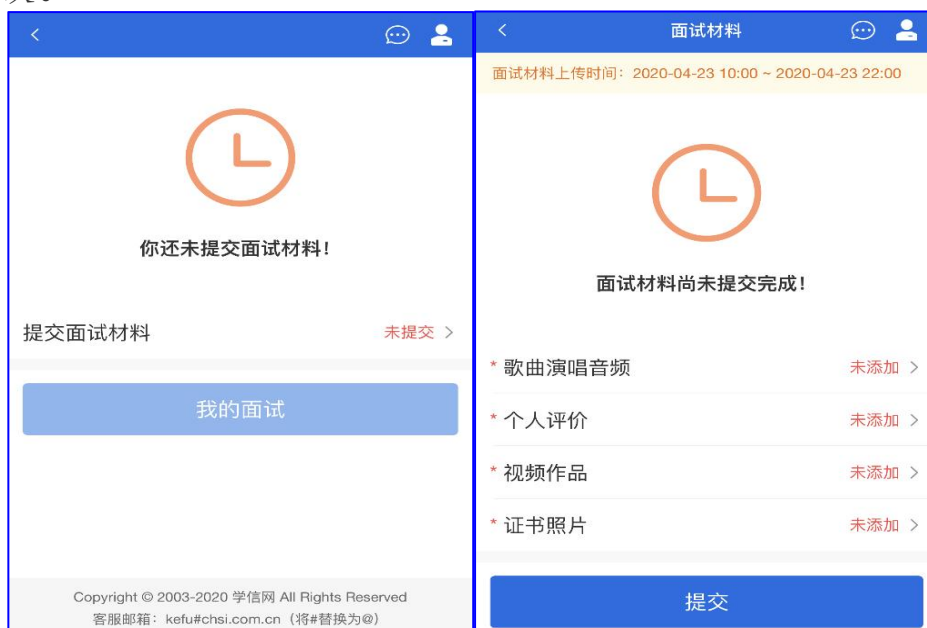 你还未提交面试材料!
提交面试材料 未提交 >
我的面试
Copyright © 2003-2020 学信网 All Rights Reserved
客服邮箱：kefu#chsi.com.cn（将#替换为@）
面试材料
面试材料上传时间：2020-04-23 10:00 ~ 2020-04-23 22:00
面试材料尚未提交完成!
* 歌曲演唱音频 未添加 >
* 个人评价 未添加 >
* 视频作品 未添加 >
* 证书照片 未添加 >
提交